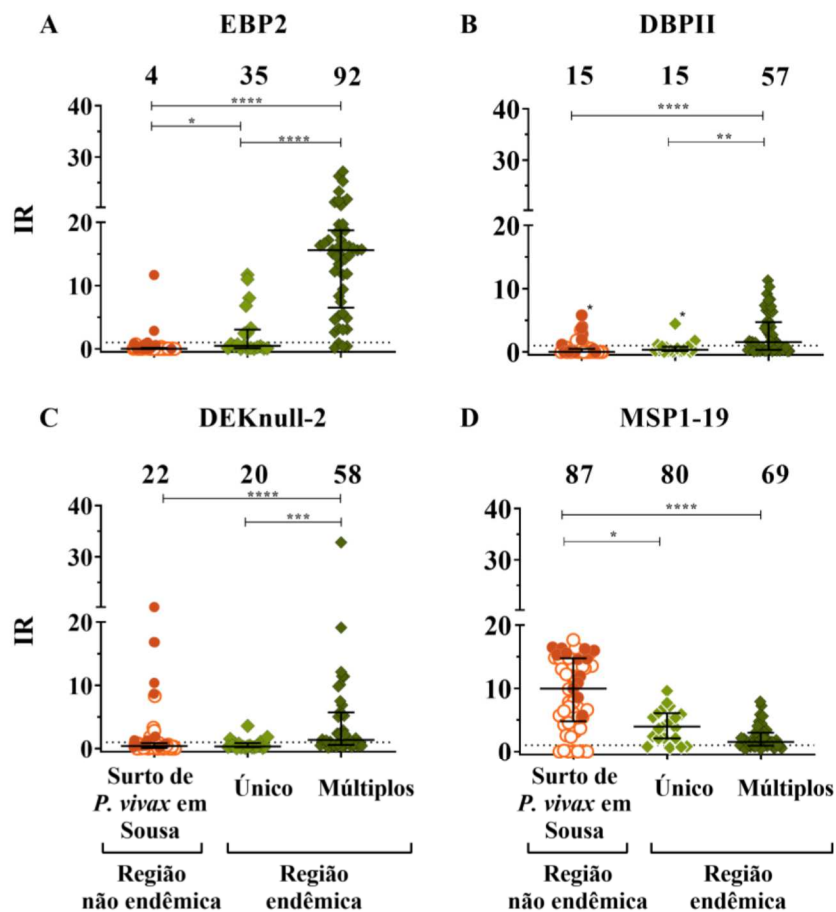 A EBP2
B DBPII
4 35 92
15 15 57
40
30
20
10
0
IR
****
*
****
40
30
20
10
0
****
**
*
*
C DEKnull-2
D MSP1-19
22 20 58
87 80 69
40
30
20
10
0
IR
****
***
40
30
20
10
0
****
*
Surto de
P. vivax em
Sousa
Único
Múltiplos
Região
não endêmica
Região
endêmica
Surto de
P. vivax em
Sousa
Único
Múltiplos
Região
não endêmica
Região
endêmica